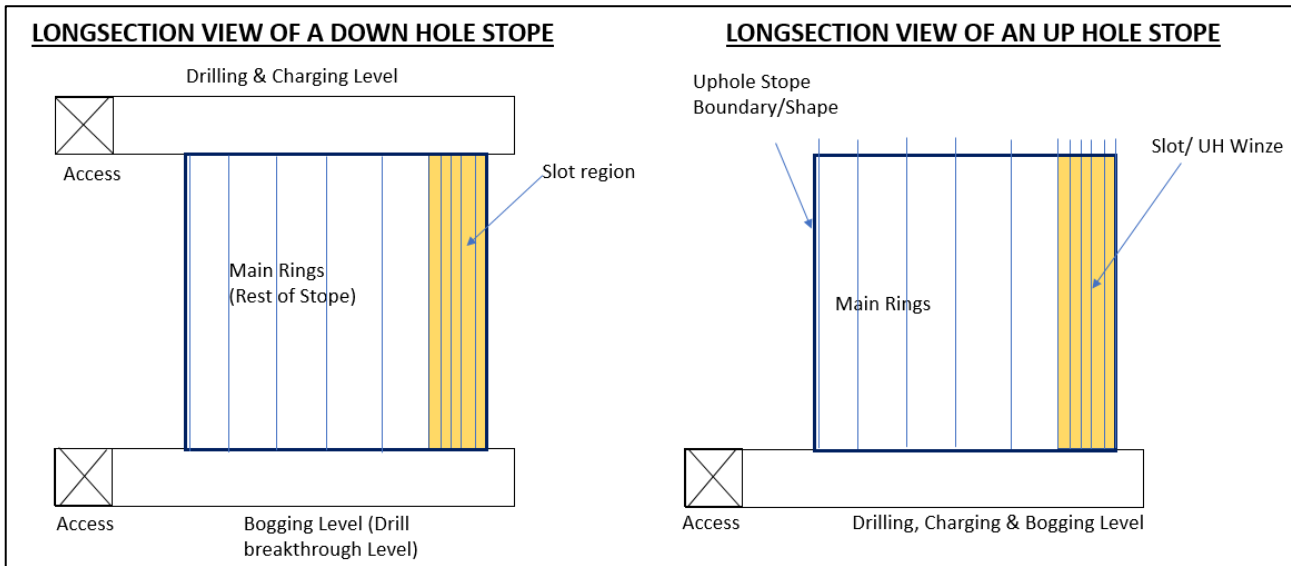 LONGSECTION VIEW OF A DOWN HOLE STOPE
Drilling & Charging Level
Access
Slot region
Main Rings
(Rest of Stope)
Access
Bogging Level (Drill
breakthrough Level)
LONGSECTION VIEW OF AN UP HOLE STOPE
Uphole Stope
Boundary/Shape
Slot/ UH Winze
Main Rings
Access
Drilling, Charging & Bogging Level